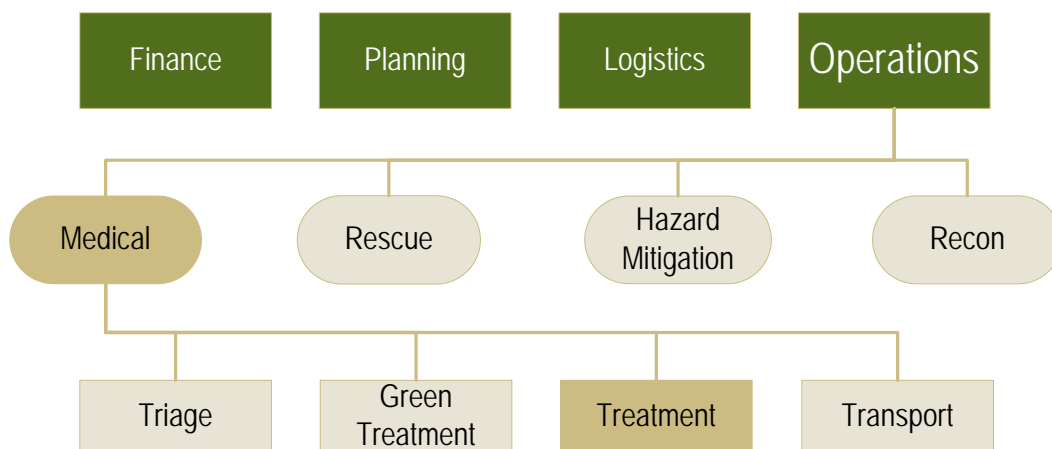 Finance
Planning
Logistics
Operations
Medical
Rescue
Hazard
Mitigation
Recon
Triage
Green
Treatment
Treatment
Transport